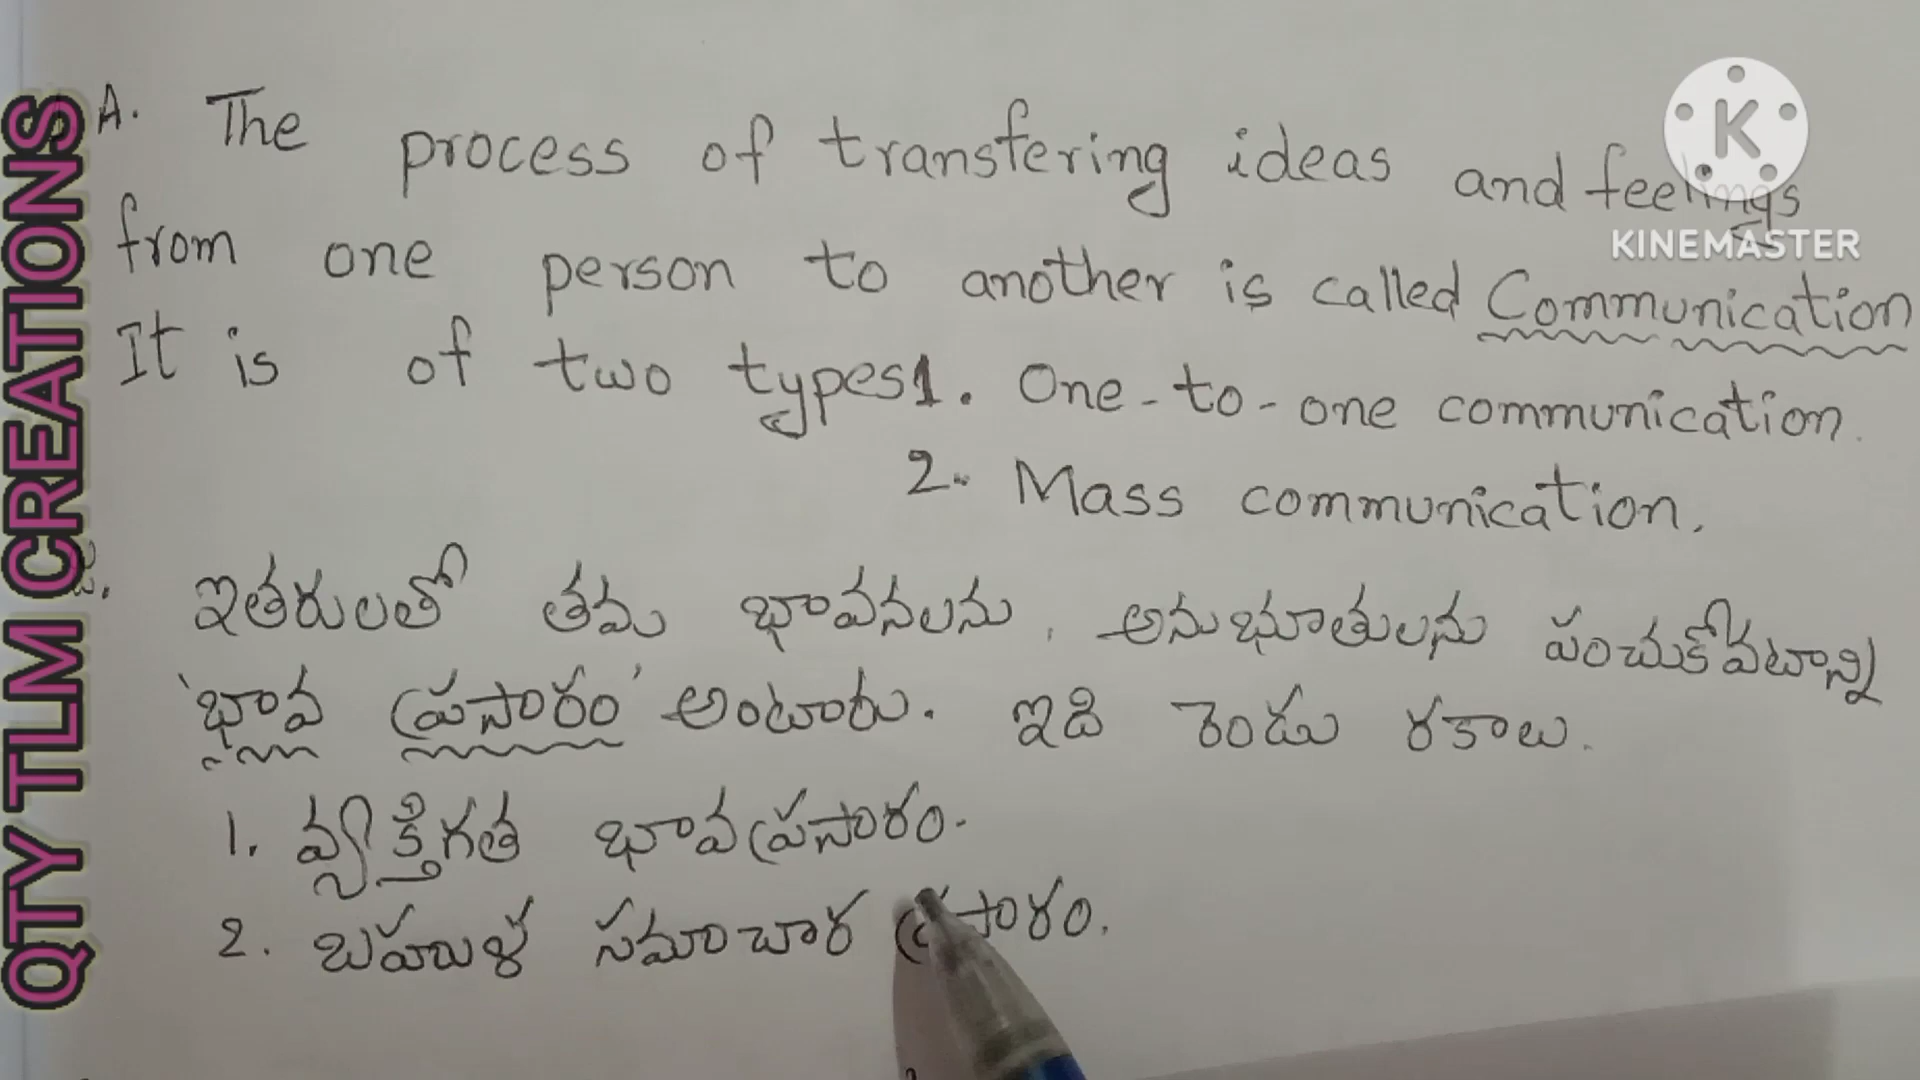 A. The process of transfering ideas and feelings
from one person to another is called Communication
It is of two types 1. One-to-one communication.
2. Mass communication.
జ. ఇతరులతో తమ భావనలను, అనుభూతులను పంచుకోవటాన్ని
'భావ ప్రసారం' అంటారు. ఇది రెండు రకాలు.
1. వ్యక్తిగత భావప్రసారం.
2. బహుళ సమాచార ప్రసారం.
QTY TLM CREATIONS
K
KINEMASTER